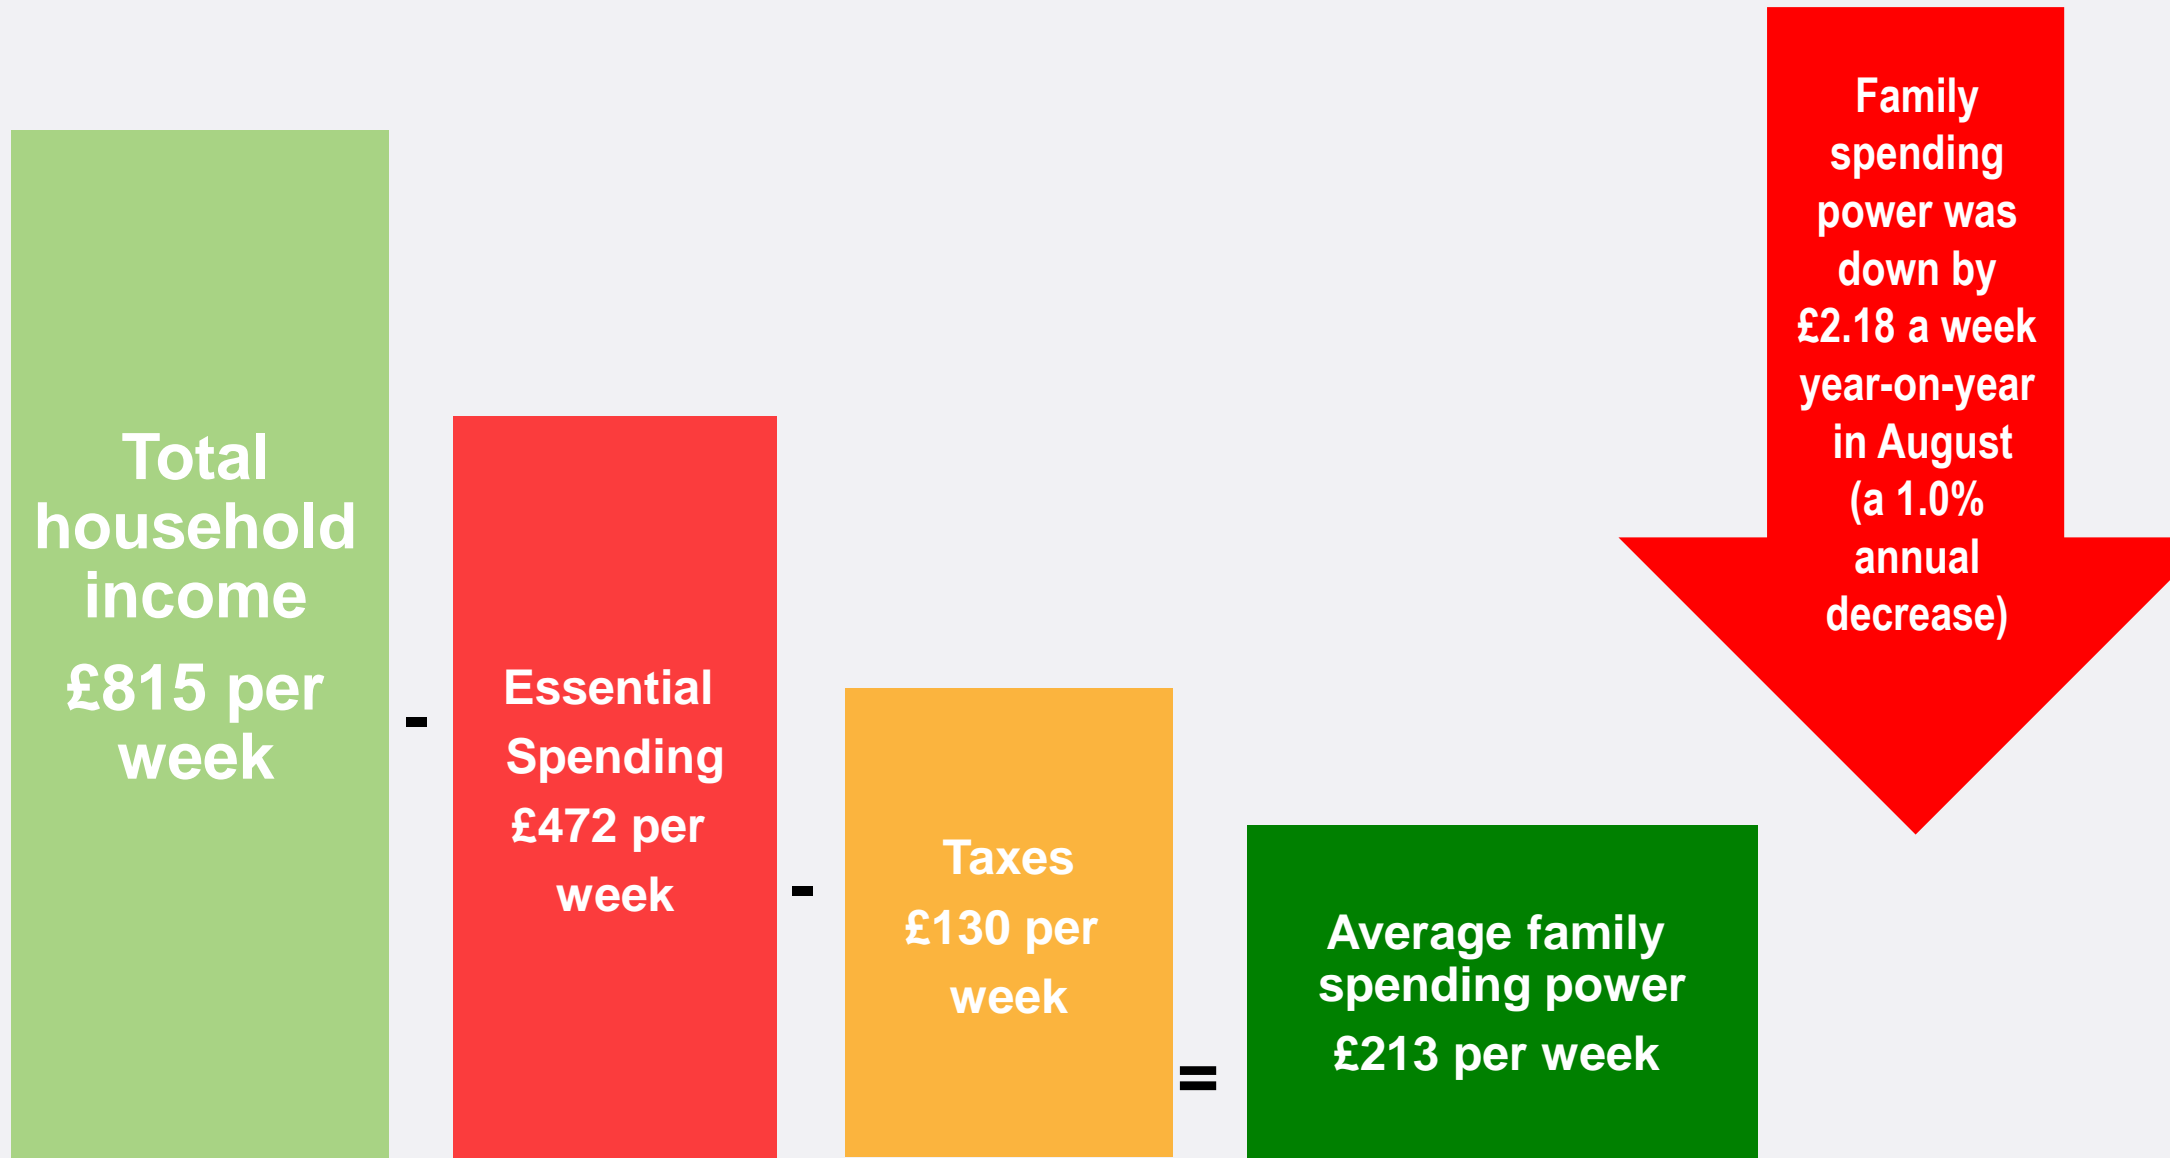 Total
household
income
£815 per
week
-
Essential
Spending
£472 per
week
-
Taxes
£130 per
week
=
Average family
spending power
£213 per week
Family
spending
power was
down by
£2.18 a week
year-on-year
in August
(a 1.0%
annual
decrease)